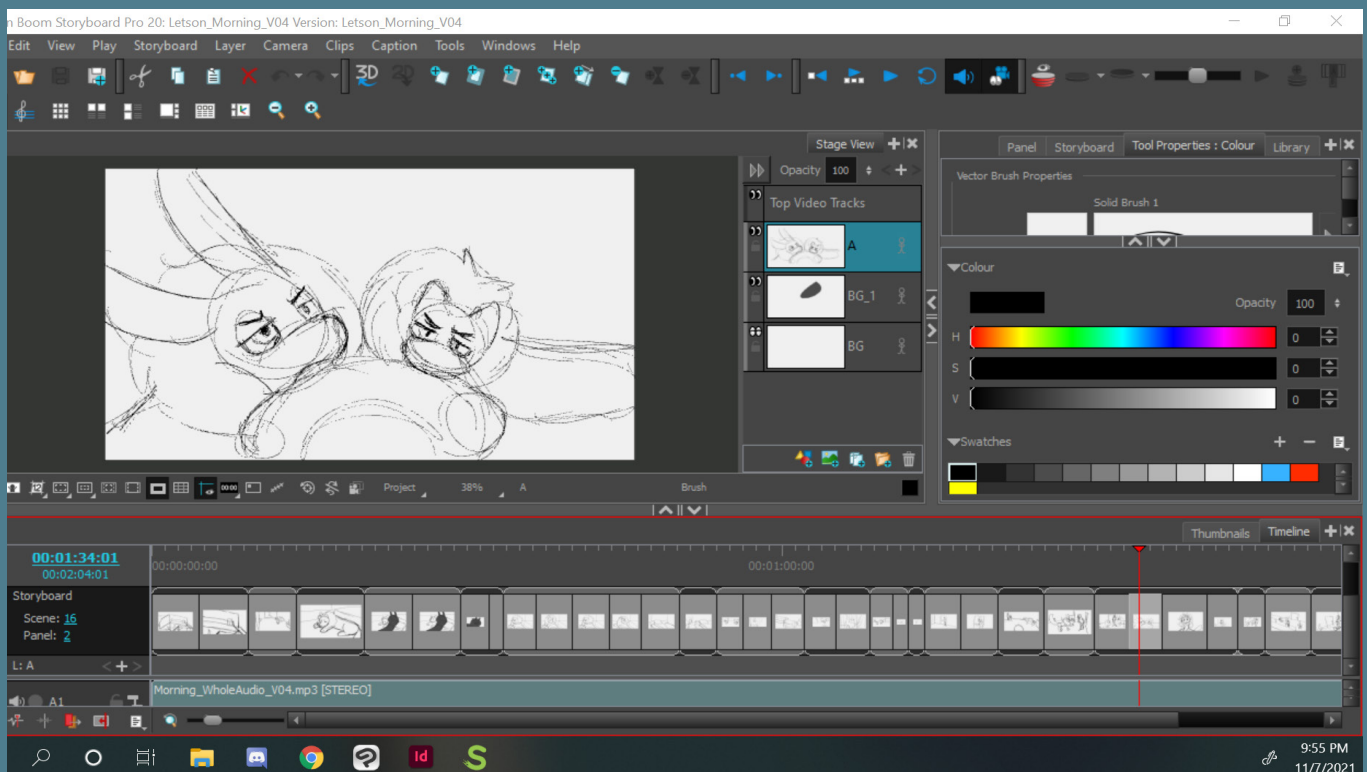 n Boom Storyboard Pro 20: Letson_Morning_V04 Version: Letson_Morning_V04
Edit View Play Storyboard Layer Camera Clips Caption Tools Windows Help
3D
Stage View
Panel Storyboard Tool Properties : Colour Library
Opacity 100
Vector Brush Properties
Top Video Tracks
Solid Brush 1
A
Colour
BG_1
Opacity 100
H 0
BG
S 0
V 0
Swatches
Project 38% A Brush
Thumbnails Timeline
00:01:34:01
00:02:04:01
00:00:00:00 00:01:00:00
Storyboard
Scene: 16
Panel: 2
L: A
A1 Morning_WholeAudio_V04.mp3 [STEREO]
Id S
9:55 PM
11/7/2021